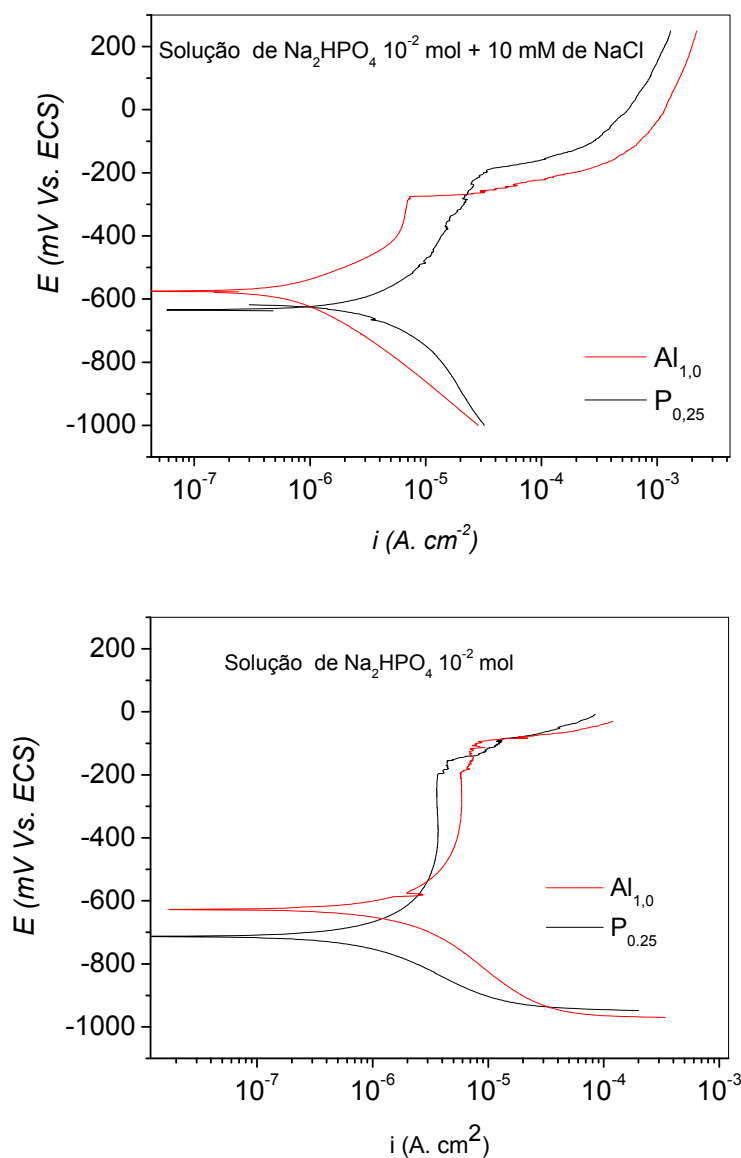 Solução de Na₂HPO₄ 10⁻² mol + 10 mM de NaCl
200
0
-200
-400
-600
-800
-1000
E (mV Vs. ECS)
Al₁,₀
P₀,₂₅
10⁻⁷ 10⁻⁶ 10⁻⁵ 10⁻⁴ 10⁻³
i (A. cm⁻²)
Solução de Na₂HPO₄ 10⁻² mol
200
0
-200
-400
-600
-800
-1000
E (mV Vs. ECS)
Al₁,₀
P₀.₂₅
10⁻⁷ 10⁻⁶ 10⁻⁵ 10⁻⁴ 10⁻³
i (A. cm²)